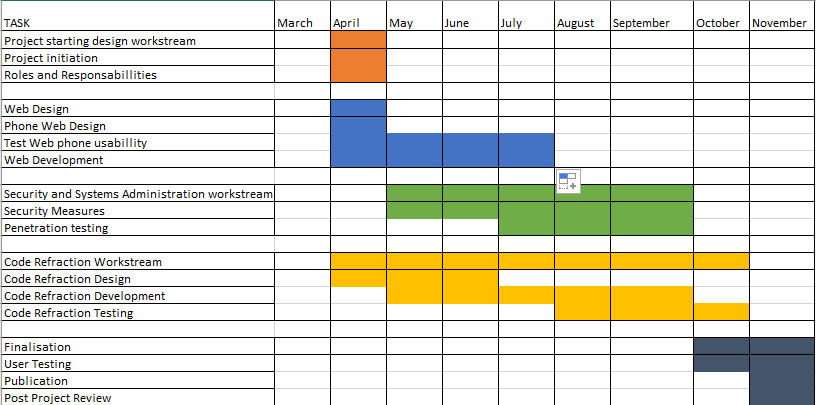 TASK March April May June July August September October November
Project starting design workstream
Project initiation
Roles and Responsabillities
Web Design
Phone Web Design
Test Web phone usabillity
Web Development
Security and Systems Administration workstream
Security Measures
Penetration testing
Code Refraction Workstream
Code Refraction Design
Code Refraction Development
Code Refraction Testing
Finalisation
User Testing
Publication
Post Project Review